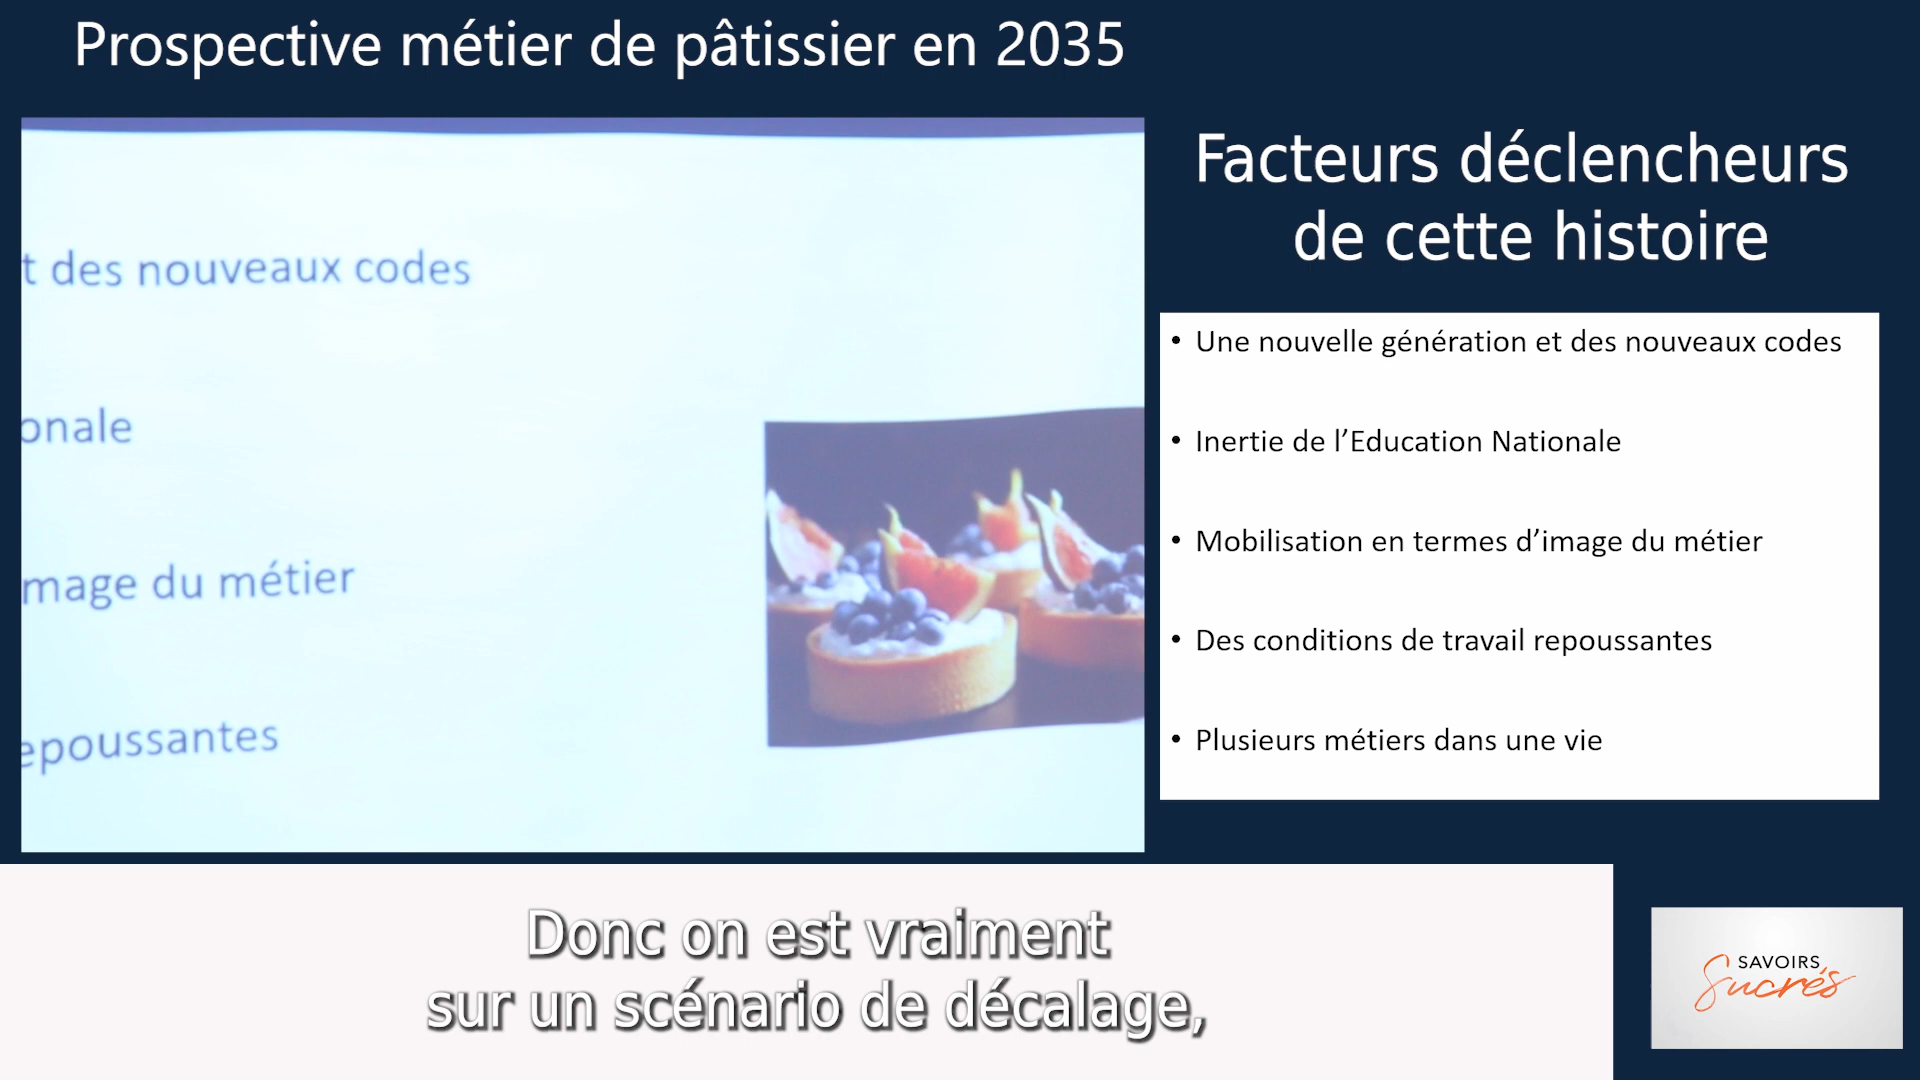 Prospective métier de pâtissier en 2035
t des nouveaux codes
onale
mage du métier
epoussantes
Facteurs déclencheurs
de cette histoire
• Une nouvelle génération et des nouveaux codes
• Inertie de l’Education Nationale
• Mobilisation en termes d’image du métier
• Des conditions de travail repoussantes
• Plusieurs métiers dans une vie
Donc on est vraiment
sur un scénario de décalage,
SAVOIRS
Sucrés